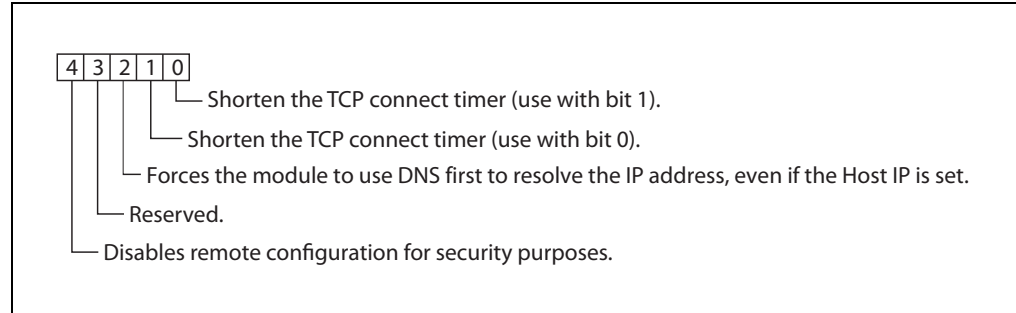 4 3 2 1 0
Shorten the TCP connect timer (use with bit 1).
Shorten the TCP connect timer (use with bit 0).
Forces the module to use DNS first to resolve the IP address, even if the Host IP is set.
Reserved.
Disables remote configuration for security purposes.